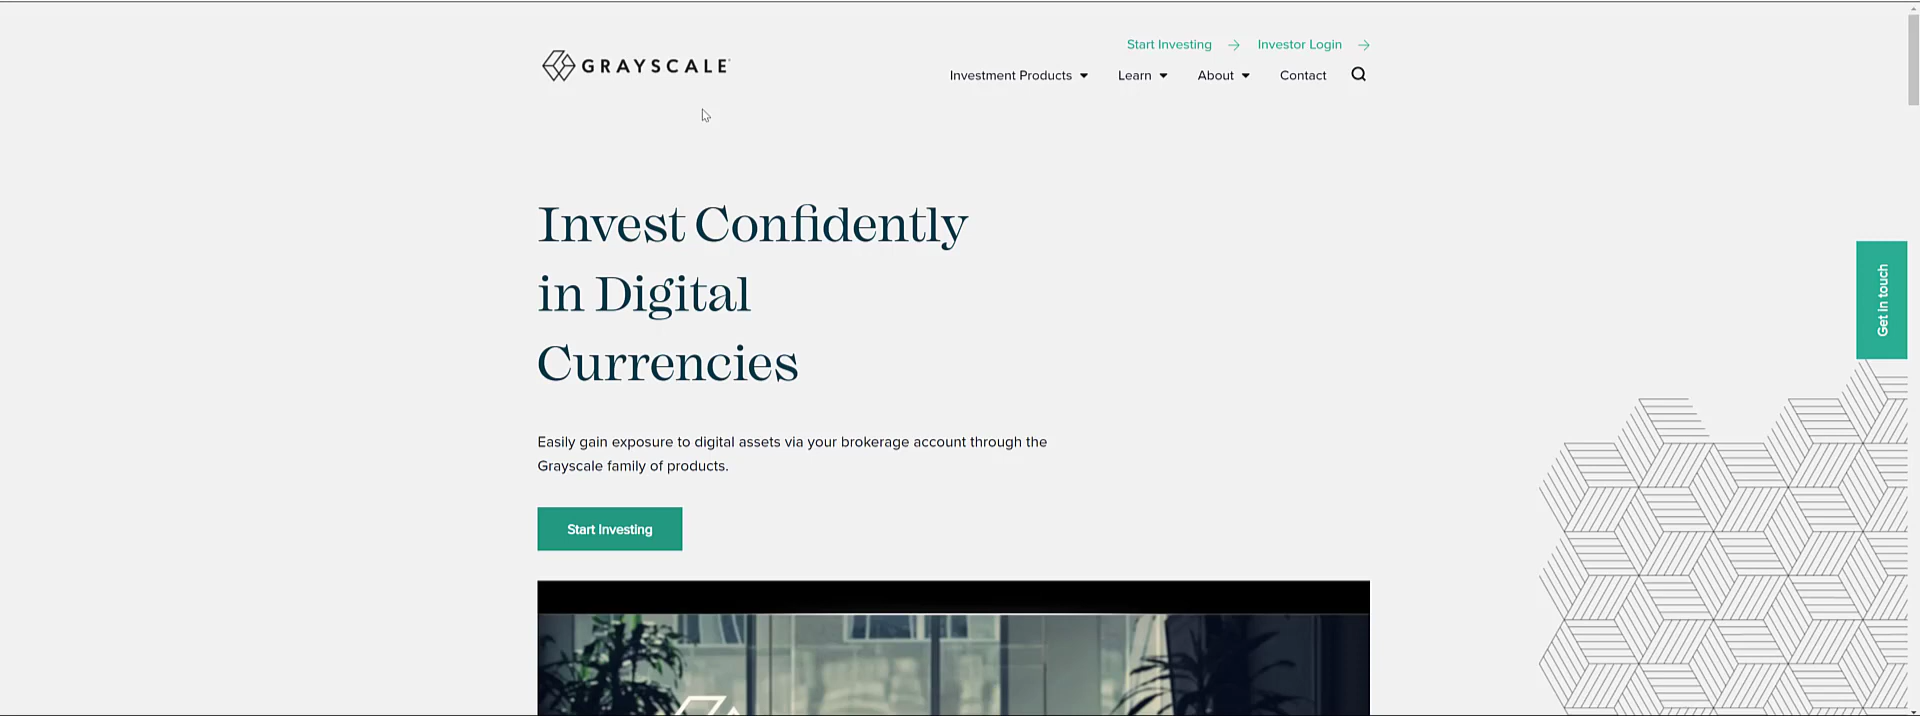 Start Investing
Investor Login
GRAYSCALE
Investment Products
Learn
About
Contact
Invest Confidently
in Digital
Currencies
Get in touch
Easily gain exposure to digital assets via your brokerage account through the
Grayscale family of products.
Start Investing